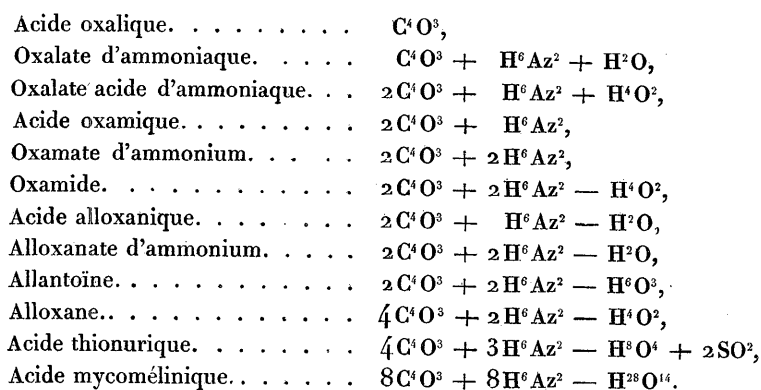 Acide oxalique. . . . . . . . . C⁴O³,
Oxalate d'ammoniaque. . . . . C⁴O³ + H⁶Az² + H²O,
Oxalate acide d'ammoniaque. . . 2C⁴O³ + H⁶Az² + H⁴O²,
Acide oxamique. . . . . . . . . 2C⁴O³ + H⁶Az²,
Oxamate d'ammonium. . . . . 2C⁴O³ + 2H⁶Az²,
Oxamide. . . . . . . . . . . . 2C⁴O³ + 2H⁶Az² — H⁴O²,
Acide alloxanique. . . . . . . . 2C⁴O³ + H⁶Az² — H²O,
Alloxanate d'ammonium. . . . . 2C⁴O³ + 2H⁶Az² — H²O,
Allantoïne. . . . . . . . . . . . 2C⁴O³ + 2H⁶Az² — H⁶O³,
Alloxane.. . . . . . . . . . . . 4C⁴O³ + 2H⁶Az² — H⁴O²,
Acide thionurique. . . . . . . . 4C⁴O³ + 3H⁶Az² — H⁸O⁴ + 2SO²,
Acide mycomélinique.. . . . . . 8C⁴O³ + 8H⁶Az² — H²⁸O¹⁴.